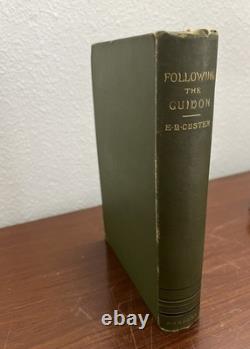 FOLLOWING
THE
GUIDON
E·B·CUSTER